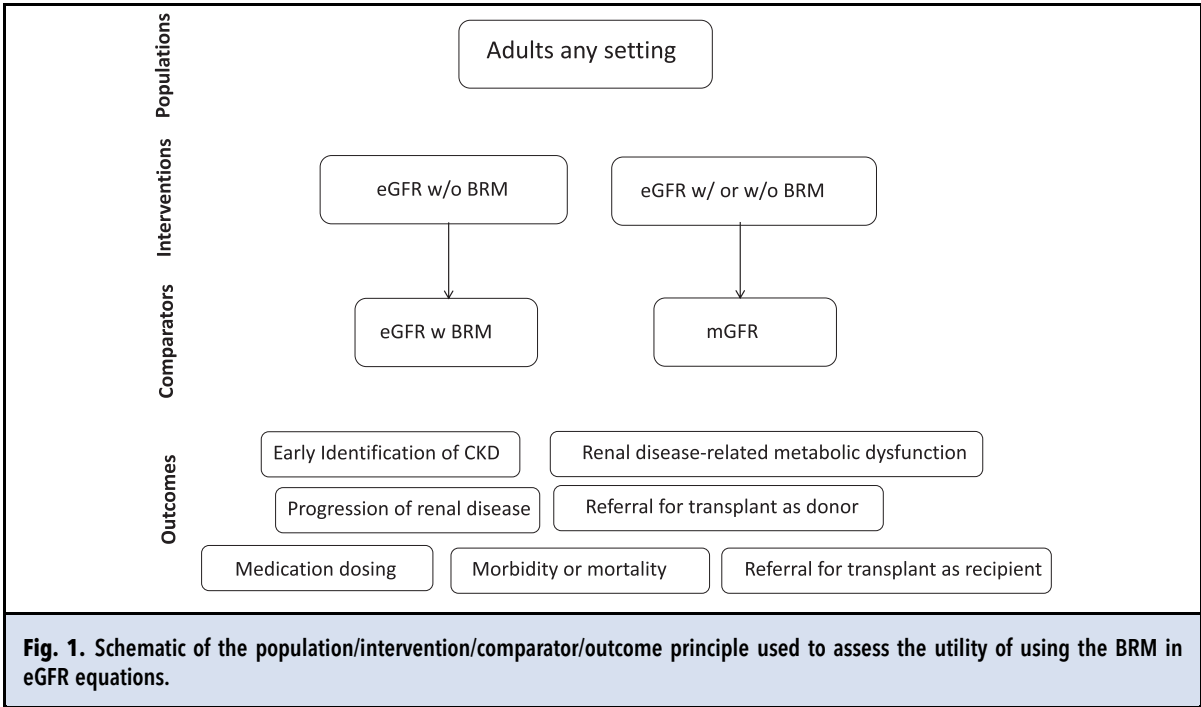 Populations
Adults any setting
Interventions
eGFR w/o BRM
eGFR w/ or w/o BRM
Comparators
eGFR w BRM
mGFR
Outcomes
Early Identification of CKD
Renal disease-related metabolic dysfunction
Progression of renal disease
Referral for transplant as donor
Medication dosing
Morbidity or mortality
Referral for transplant as recipient
Fig. 1. Schematic of the population/intervention/comparator/outcome principle used to assess the utility of using the BRM in
eGFR equations.